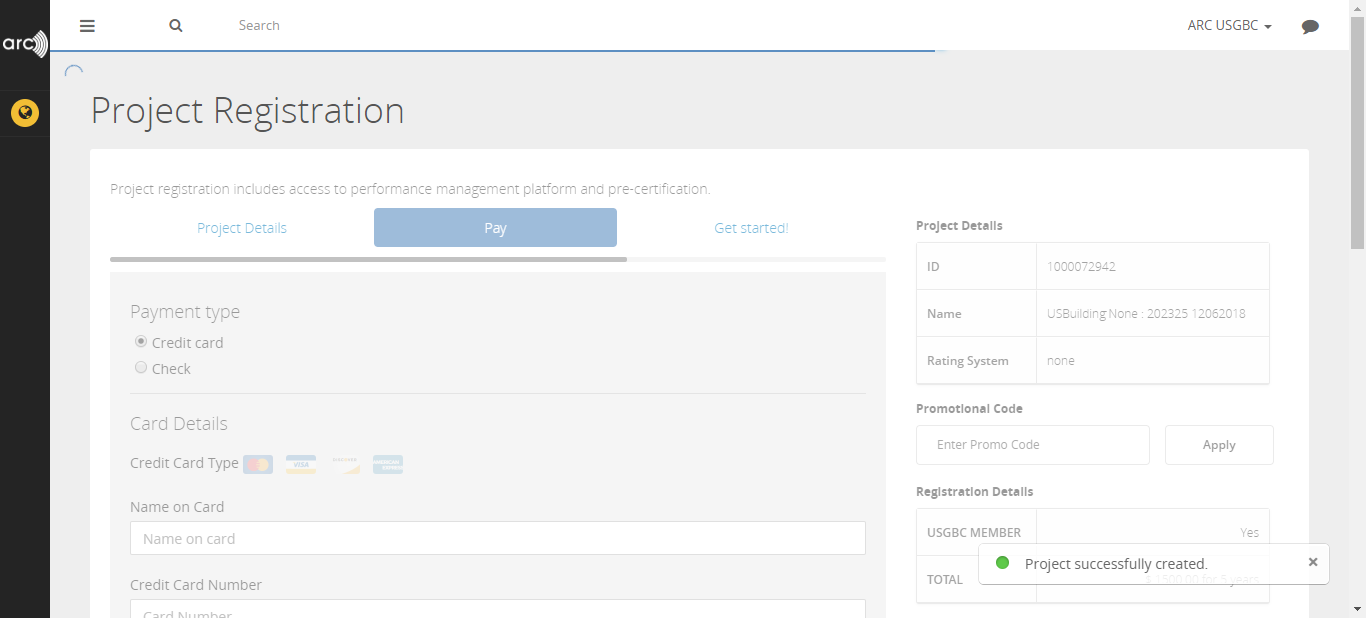 arc
Search
ARC USGBC
Project Registration
Project registration includes access to performance management platform and pre-certification.
Project Details
Pay
Get started!
Payment type
Credit card
Check
Card Details
Credit Card Type
VISA
Name on Card
Name on card
Credit Card Number
Card Number
Project Details
ID 1000072942
Name USBuilding None : 202325 12062018
Rating System none
Promotional Code
Enter Promo Code
Apply
Registration Details
USGBC MEMBER Yes
TOTAL $ 1500.00 for 5 years
Project successfully created.